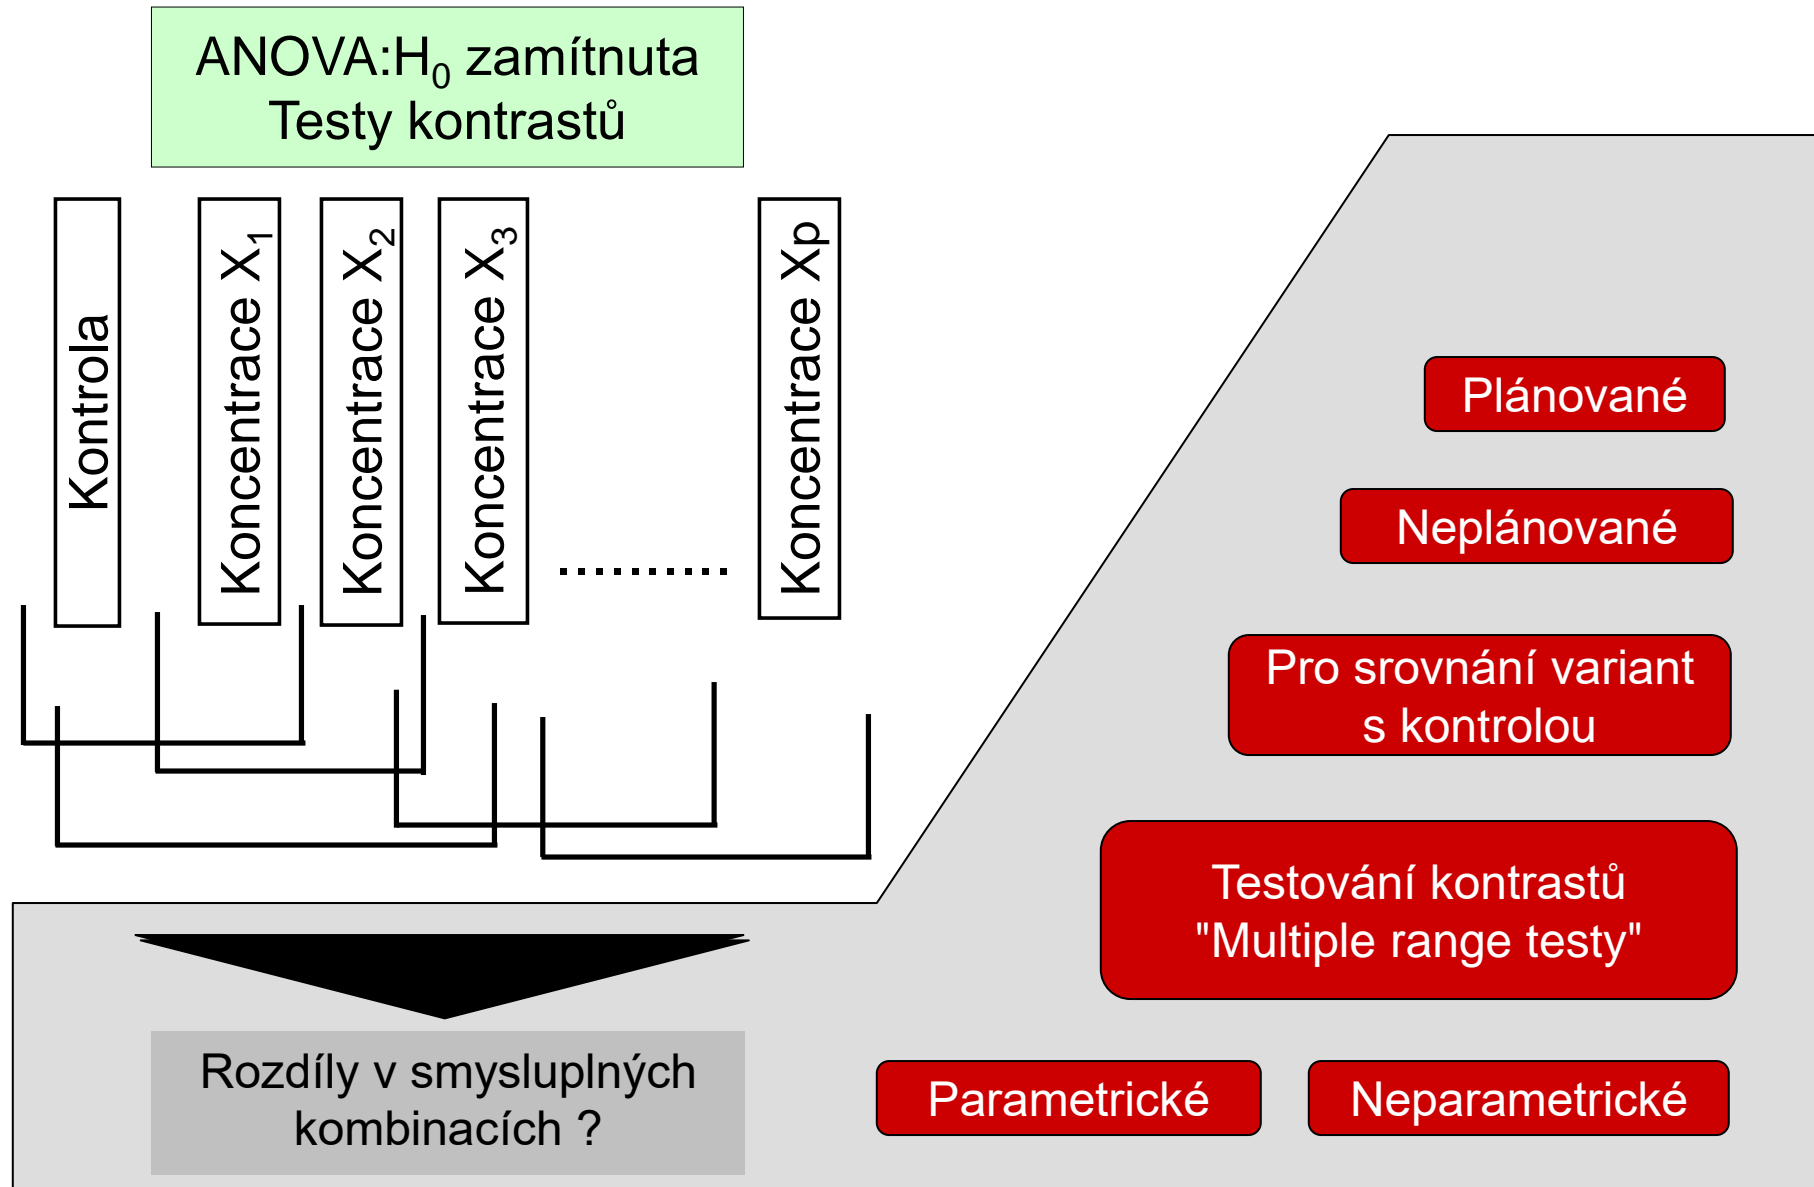 ANOVA:H₀ zamítnuta
Testy kontrastů
Kontrola
Koncentrace X₁
Koncentrace X₂
Koncentrace X₃
..........
Koncentrace Xp
Plánované
Neplánované
Pro srovnání variant
s kontrolou
Testování kontrastů
"Multiple range testy"
Rozdíly v smysluplných
kombinacích ?
Parametrické
Neparametrické